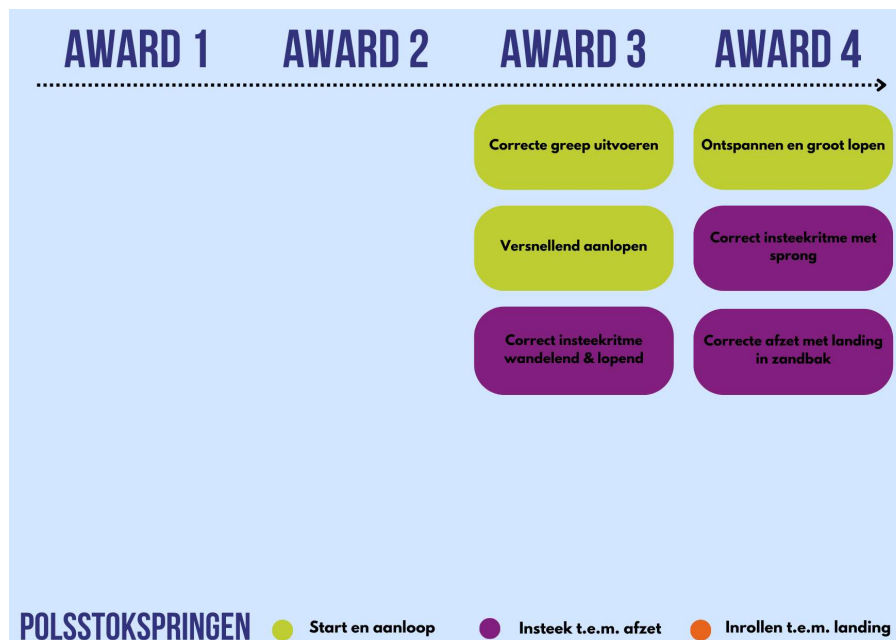 AWARD 1
AWARD 2
AWARD 3
AWARD 4
Correcte greep uitvoeren
Ontspannen en groot lopen
Versnellend aanlopen
Correct insteekritme met
sprong
Correct insteekritme
wandelend & lopend
Correcte afzet met landing
in zandbak
POLSSTOKSPRINGEN
Start en aanloop
Insteek t.e.m. afzet
Inrollen t.e.m. landing